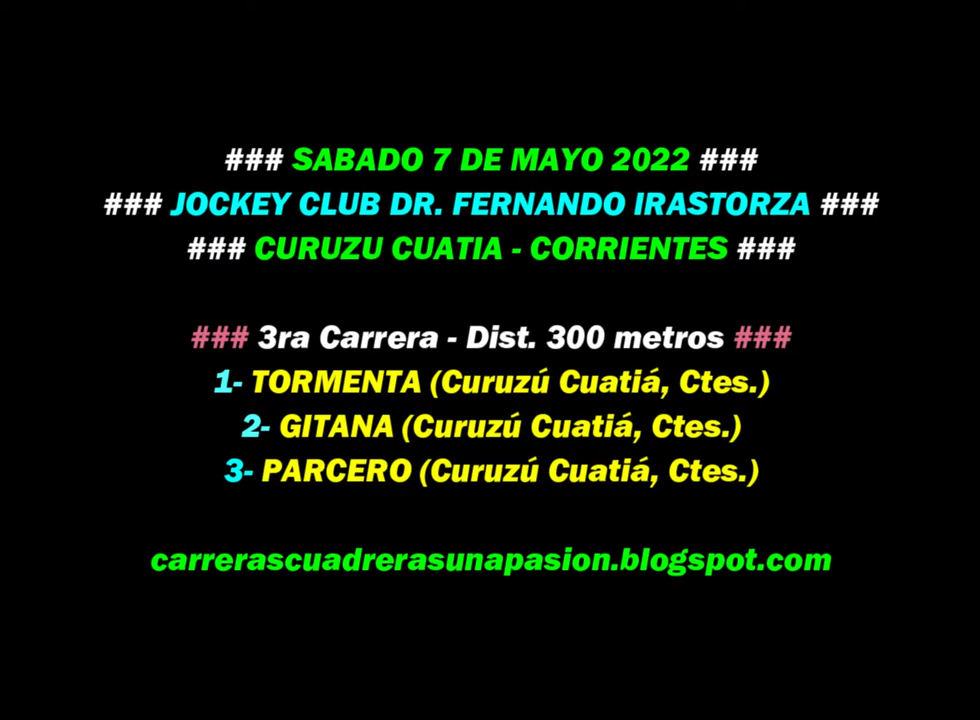 ### SABADO 7 DE MAYO 2022 ###
### JOCKEY CLUB DR. FERNANDO IRASTORZA ###
### CURUZU CUATIA - CORRIENTES ###
### 3ra Carrera - Dist. 300 metros ###
1- TORMENTA (Curuzú Cuatiá, Ctes.)
2- GITANA (Curuzú Cuatiá, Ctes.)
3- PARCERO (Curuzú Cuatiá, Ctes.)
carrerascuadrerasunapasion.blogspot.com